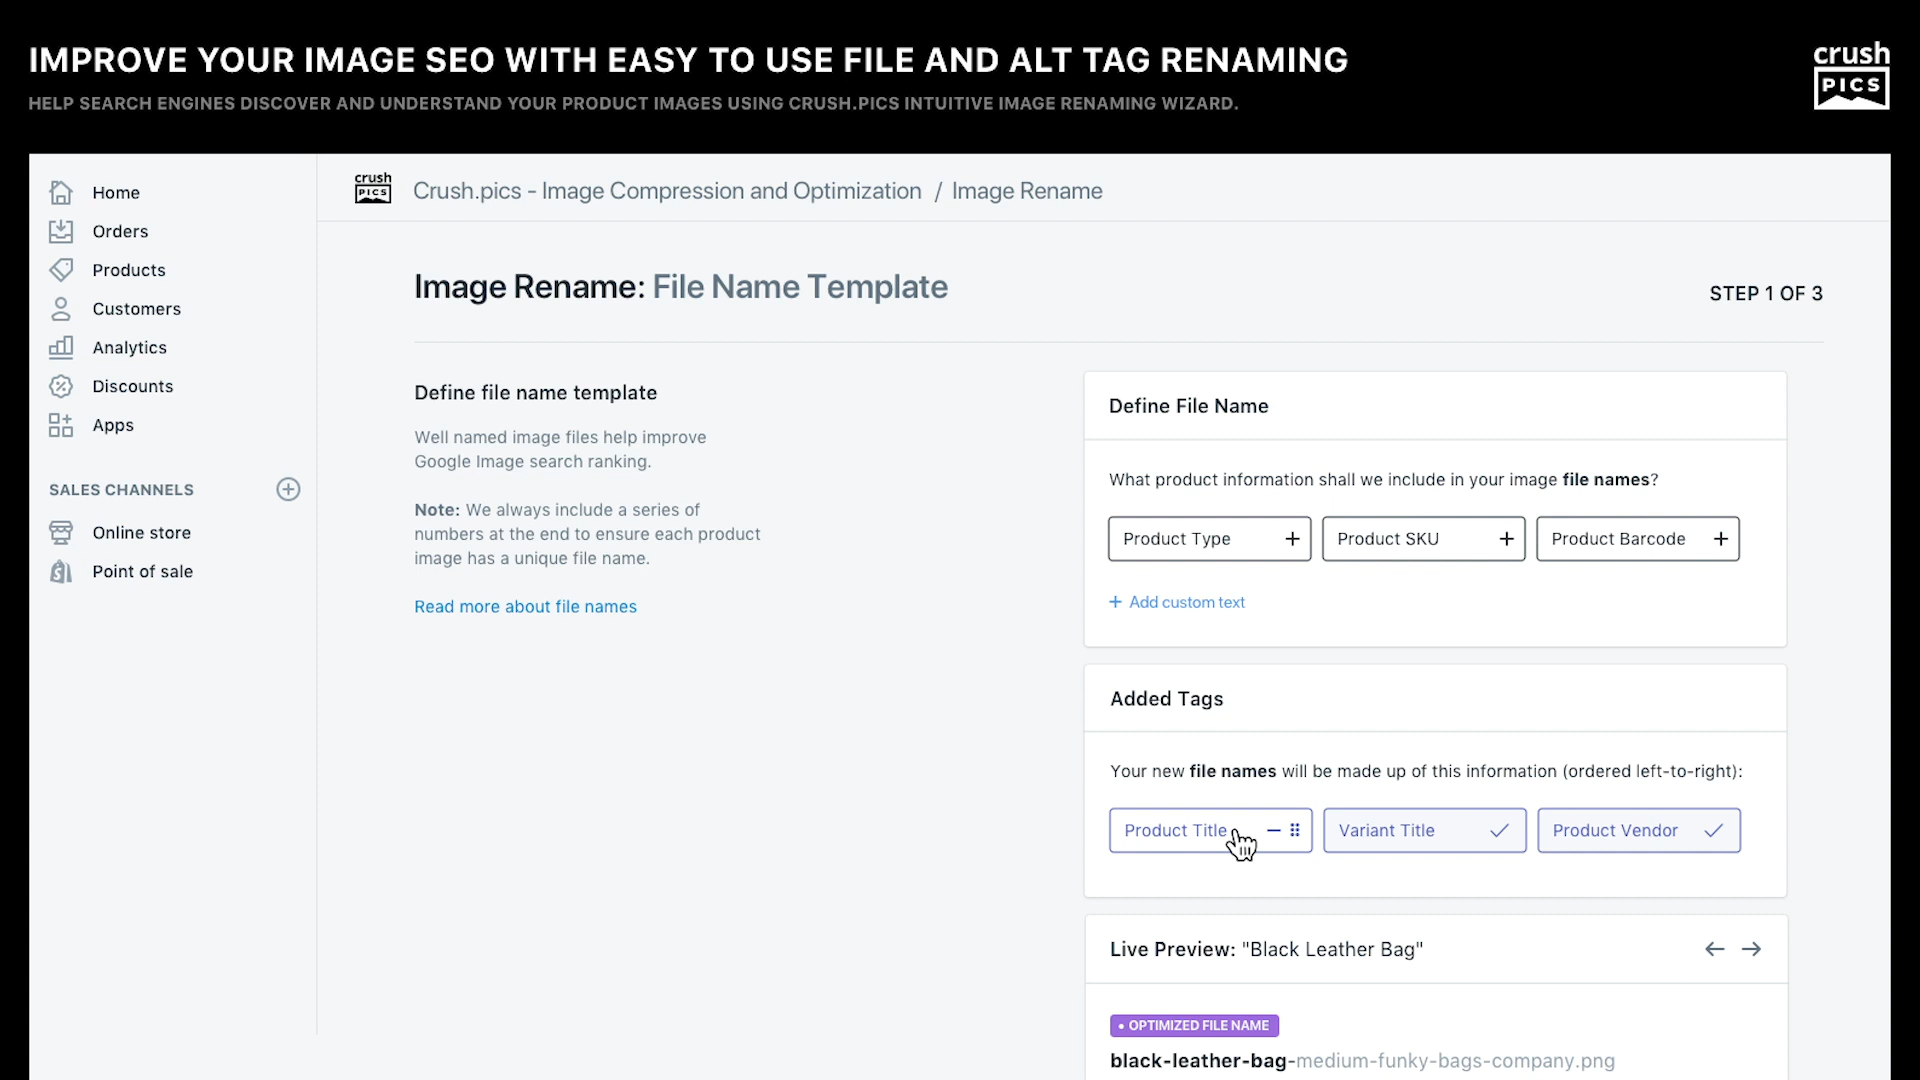 IMPROVE YOUR IMAGE SEO WITH EASY TO USE FILE AND ALT TAG RENAMING
HELP SEARCH ENGINES DISCOVER AND UNDERSTAND YOUR PRODUCT IMAGES USING CRUSH.PICS INTUITIVE IMAGE RENAMING WIZARD.
crush
PICS
Home
Orders
Products
Customers
Analytics
Discounts
Apps
SALES CHANNELS
Online store
Point of sale
crush
PICS
Crush.pics - Image Compression and Optimization / Image Rename
Image Rename: File Name Template
STEP 1 OF 3
Define file name template
Well named image files help improve
Google Image search ranking.
Note: We always include a series of
numbers at the end to ensure each product
image has a unique file name.
Read more about file names
Define File Name
What product information shall we include in your image file names?
Product Type + Product SKU + Product Barcode +
+ Add custom text
Added Tags
Your new file names will be made up of this information (ordered left-to-right):
Product Title Variant Title Product Vendor
Live Preview: "Black Leather Bag"
• OPTIMIZED FILE NAME
black-leather-bag-medium-funky-bags-company.png